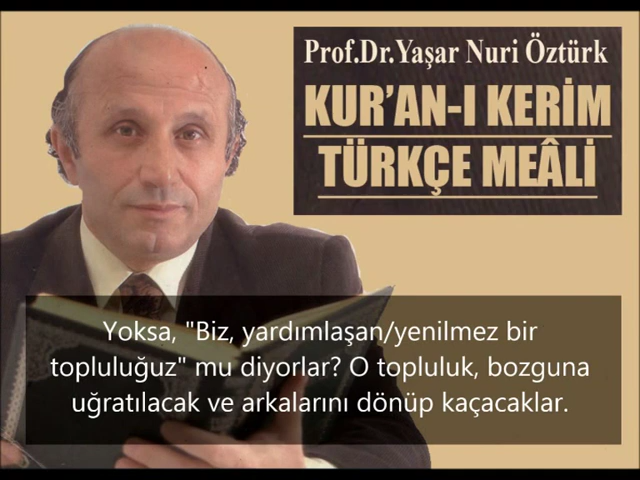 Prof.Dr.Yaşar Nuri Öztürk
KUR'AN-I KERİM
TÜRKÇE MEÂLİ
Yoksa, "Biz, yardımlaşan/yenilmez bir
topluluğuz" mu diyorlar? O topluluk, bozguna
uğratılacak ve arkalarını dönüp kaçacaklar.